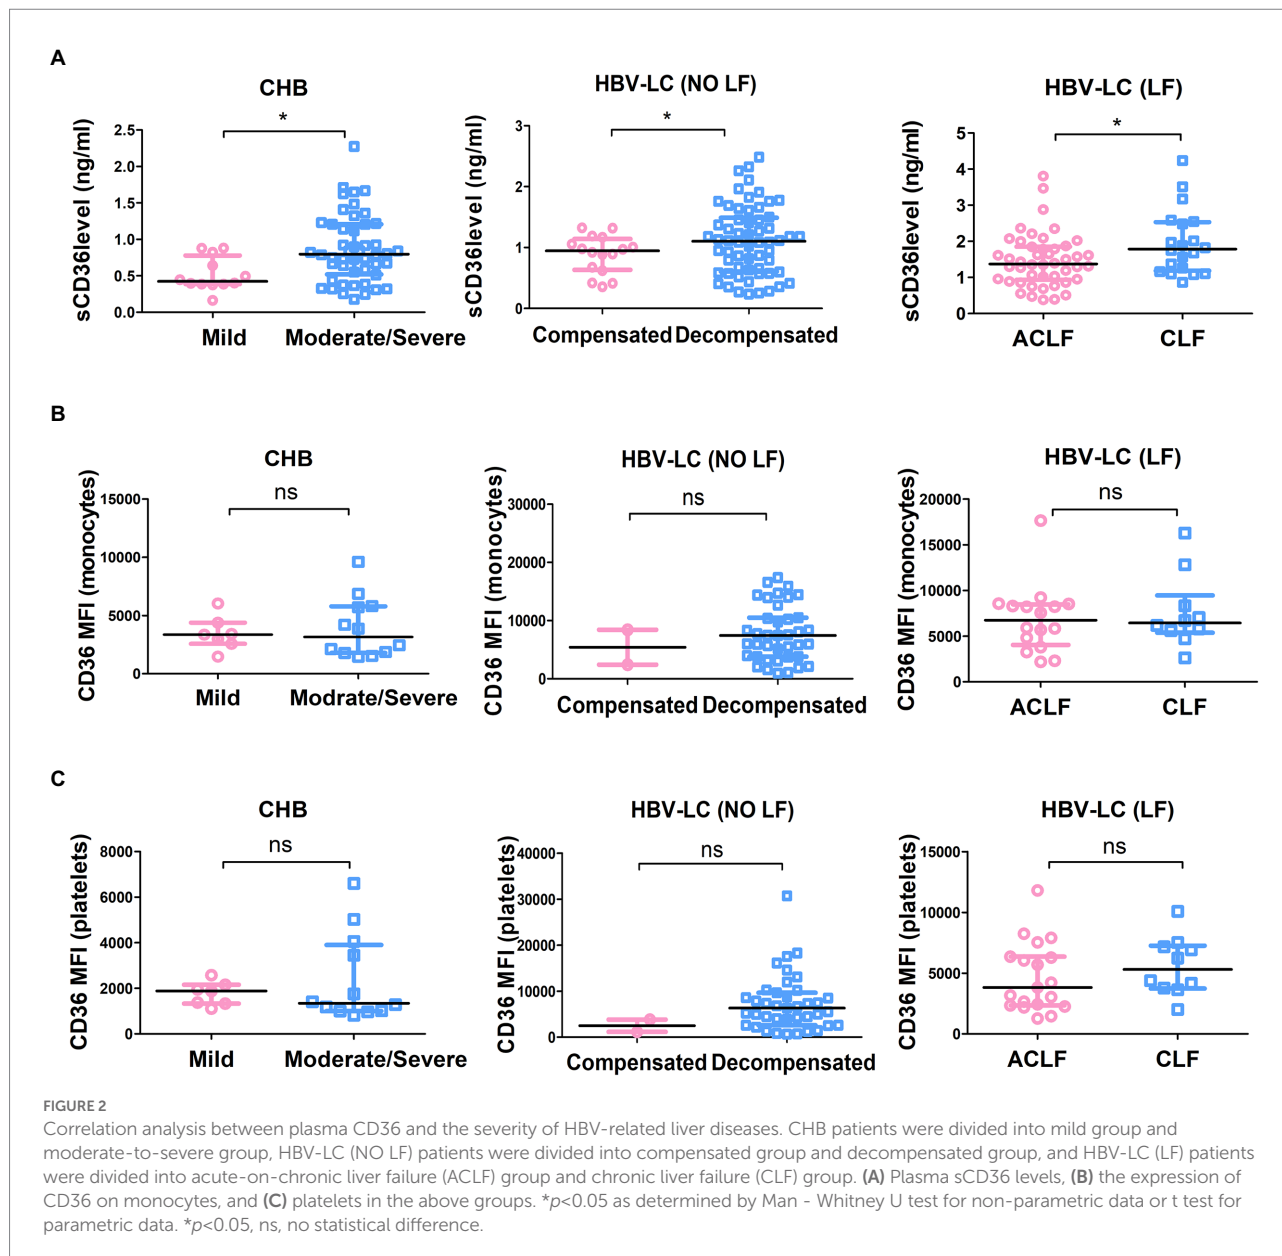 A
CHB
HBV-LC (NO LF)
HBV-LC (LF)
*
*
*
sCD36level (ng/ml)
2.5
2.0
1.5
1.0
0.5
0.0
Mild
Moderate/Severe
sCD36level (ng/ml)
3
2
1
0
Compensated
Decompensated
sCD36level (ng/ml)
5
4
3
2
1
0
ACLF
CLF
B
CHB
HBV-LC (NO LF)
HBV-LC (LF)
ns
ns
ns
CD36 MFI (monocytes)
15000
10000
5000
0
Mild
Modrate/Severe
CD36 MFI (monocytes)
30000
20000
10000
0
Compensated
Decompensated
CD36 MFI (monocytes)
20000
15000
10000
5000
0
ACLF
CLF
C
CHB
HBV-LC (NO LF)
HBV-LC (LF)
ns
ns
ns
CD36 MFI (platelets)
8000
6000
4000
2000
0
Mild
Moderate/Severe
CD36 MFI (platelets)
40000
30000
20000
10000
0
Compensated
Decompensated
CD36 MFI (platelets)
15000
10000
5000
0
ACLF
CLF
FIGURE 2
Correlation analysis between plasma CD36 and the severity of HBV-related liver diseases. CHB patients were divided into mild group and
moderate-to-severe group, HBV-LC (NO LF) patients were divided into compensated group and decompensated group, and HBV-LC (LF) patients
were divided into acute-on-chronic liver failure (ACLF) group and chronic liver failure (CLF) group. (A) Plasma sCD36 levels, (B) the expression of
CD36 on monocytes, and (C) platelets in the above groups. *p<0.05 as determined by Man - Whitney U test for non-parametric data or t test for
parametric data. *p<0.05, ns, no statistical difference.